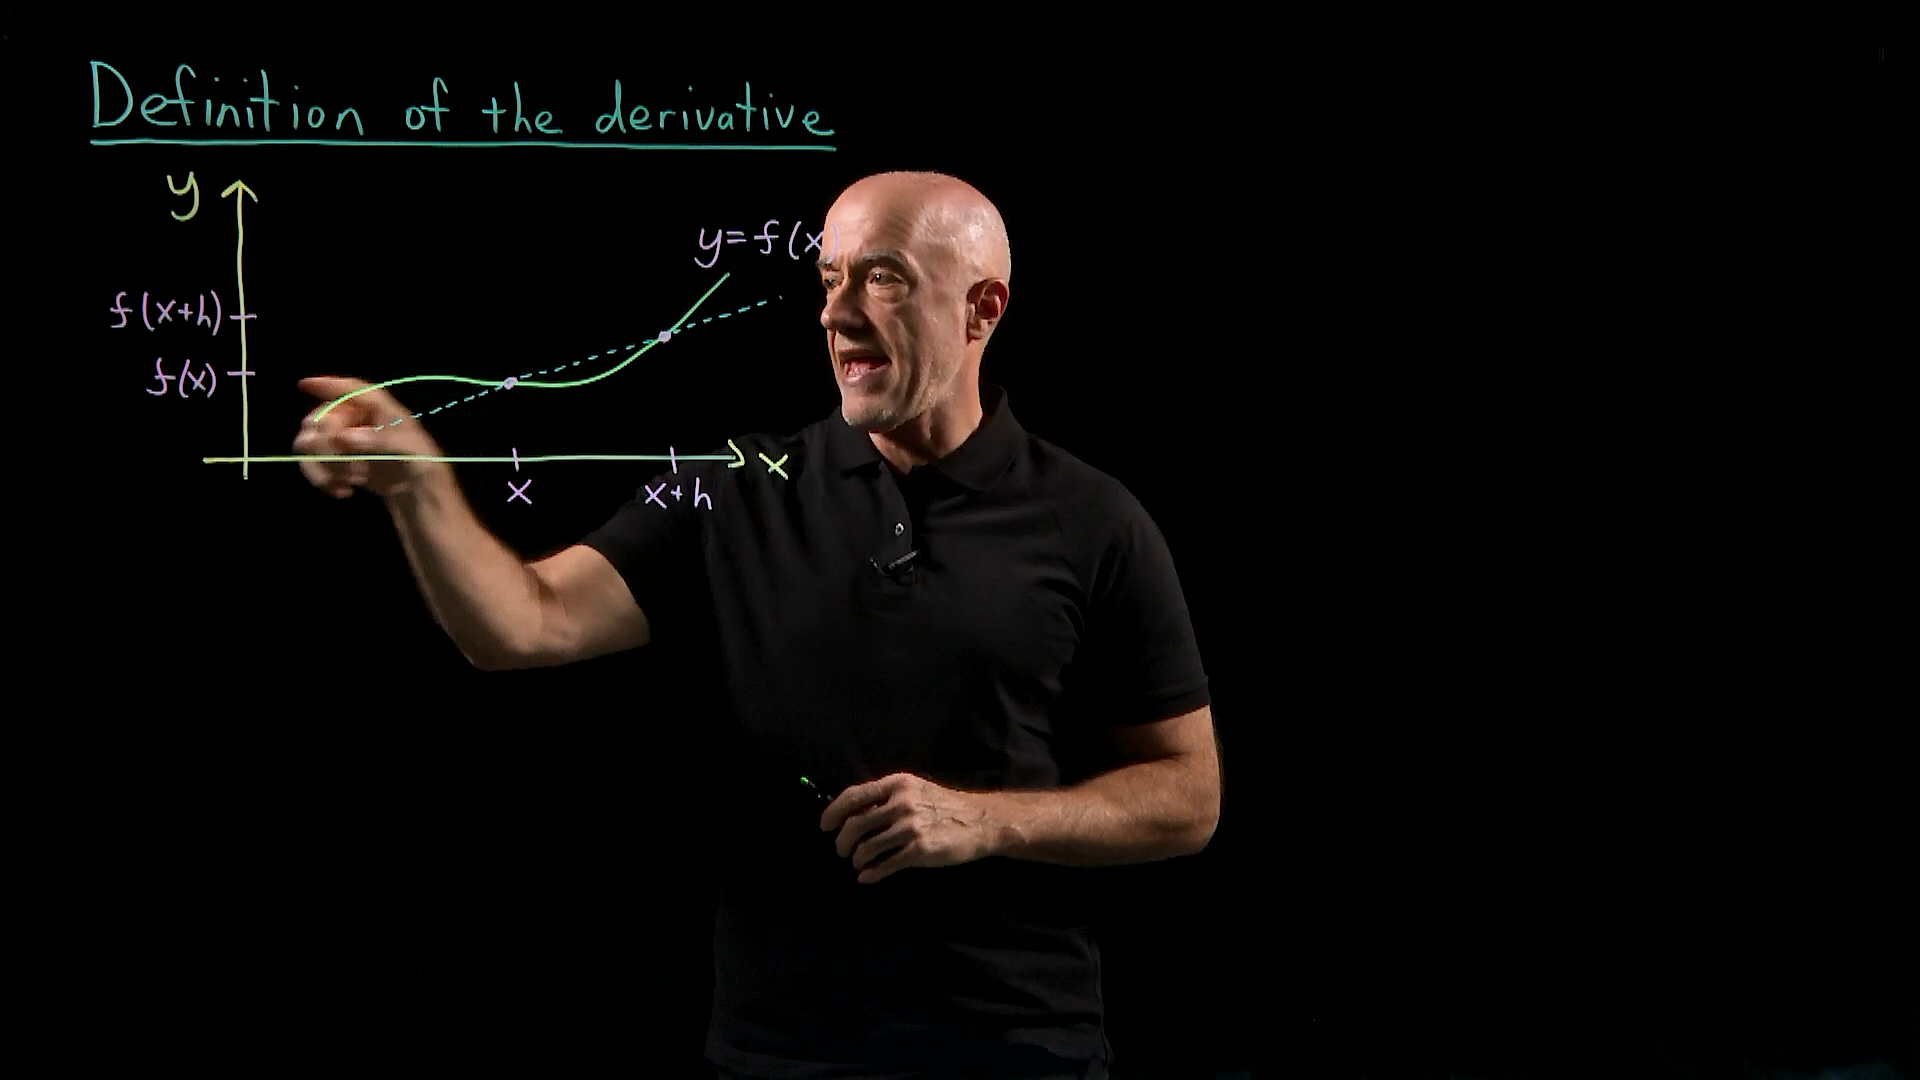 Definition of the derivative
y
y=f(x
f(x+h)
f(x)
x
x
x+h